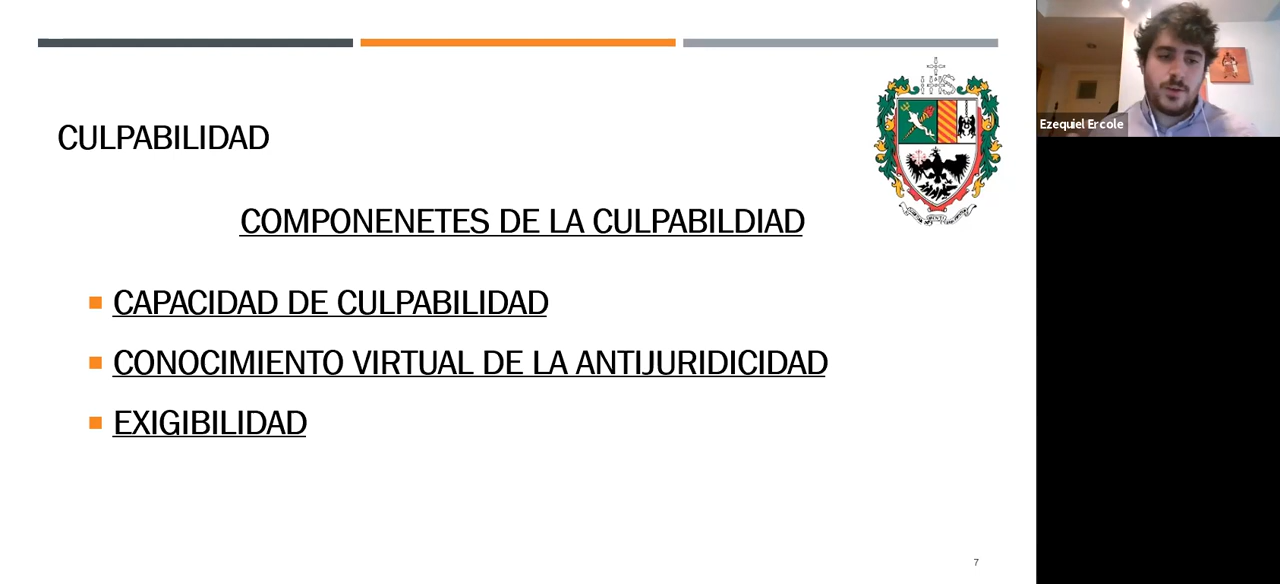 CULPABILIDAD
COMPONENETES DE LA CULPABILDIAD
CAPACIDAD DE CULPABILIDAD
CONOCIMIENTO VIRTUAL DE LA ANTIJURIDICIDAD
EXIGIBILIDAD
7
IHS
Ezequiel Ercole